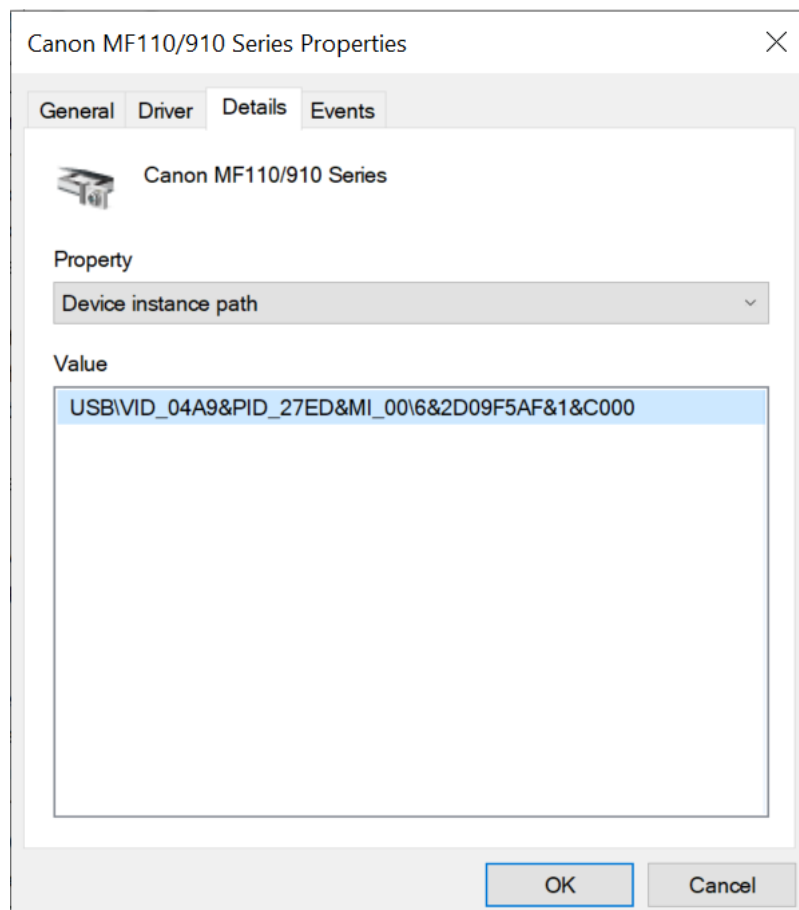 Canon MF110/910 Series Properties
General Driver Details Events
Canon MF110/910 Series
Property
Device instance path
Value
USB\VID_04A9&PID_27ED&MI_00\6&2D09F5AF&1&C000
OK Cancel